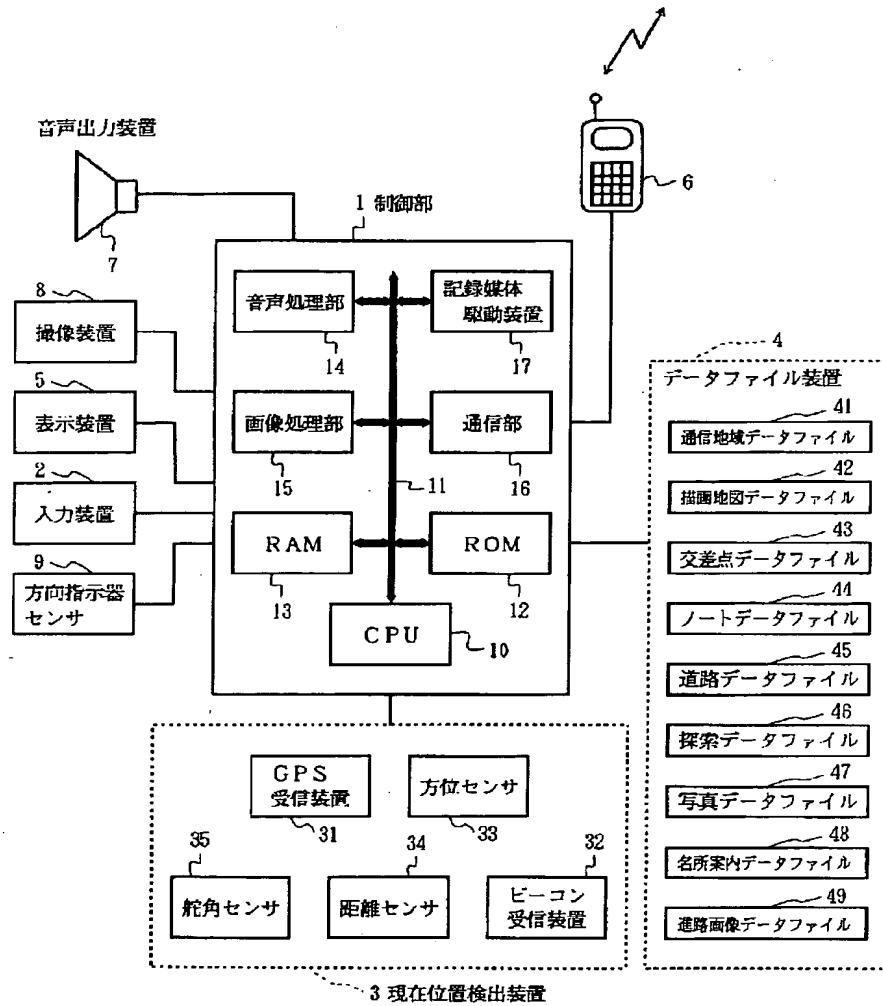 音声出力装置
7
6
1 制御部
音声処理部
14
記録媒体
駆動装置
17
8
撮像装置
5
表示装置
2
入力装置
9
方向指示器
センサ
画像処理部
15
11
通信部
16
RAM
13
ROM
12
CPU
10
4
データファイル装置
41
通信地域データファイル
42
描画地図データファイル
43
交差点データファイル
44
ノードデータファイル
45
道路データファイル
46
探索データファイル
47
写真データファイル
48
名所案内データファイル
49
進路画像データファイル
GPS
受信装置
31
方位センサ
33
35
舵角センサ
34
距離センサ
32
ビーコン
受信装置
3 現在位置検出装置